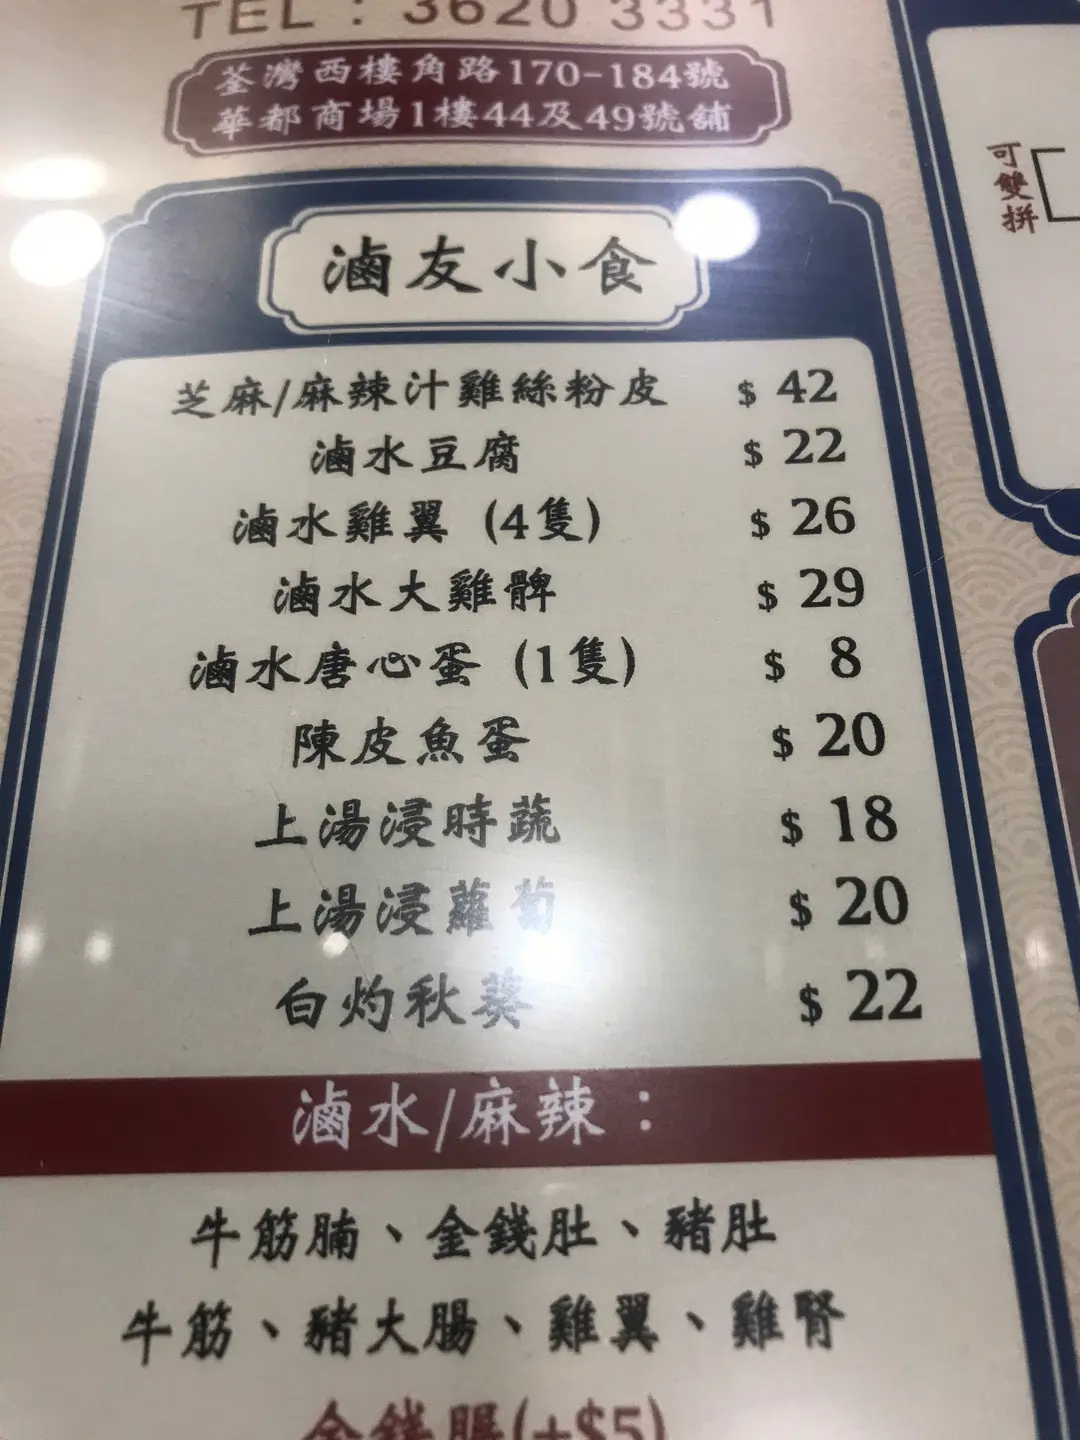 TEL：3620 3331
荃灣西樓角路170-184號
華都商場1樓44及49號舖
滷友小食
芝麻/麻辣汁雞絲粉皮 $ 42
滷水豆腐 $ 22
滷水雞翼 (4隻) $ 26
滷水大雞髀 $ 29
滷水唐心蛋 (1隻) $ 8
陳皮魚蛋 $ 20
上湯浸時蔬 $ 18
上湯浸蘿蔔 $ 20
白灼秋葵 $ 22
滷水/麻辣：
牛筋腩、金錢肚、豬肚
牛筋、豬大腸、雞翼、雞腎
金錢𦟌(+$5)
可雙拼